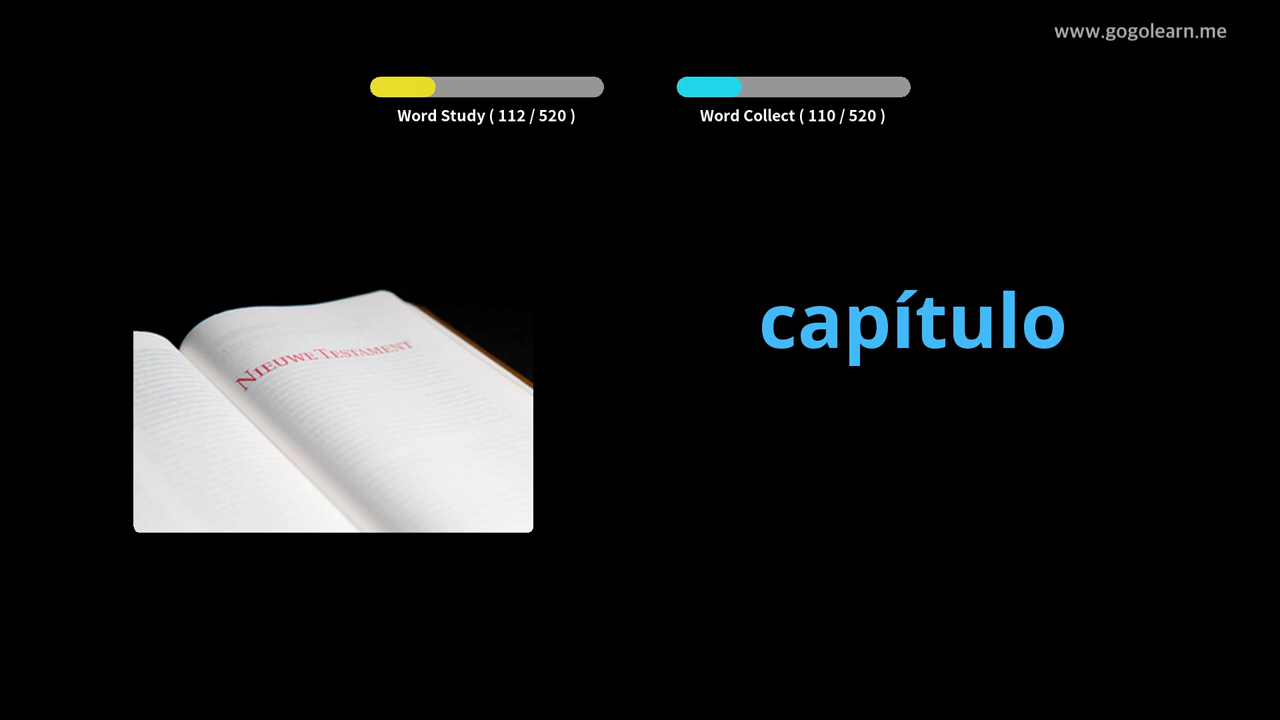 www.gogolearn.me
Word Study ( 112 / 520 )
Word Collect ( 110 / 520 )
NIEUWE TESTAMENT
capítulo